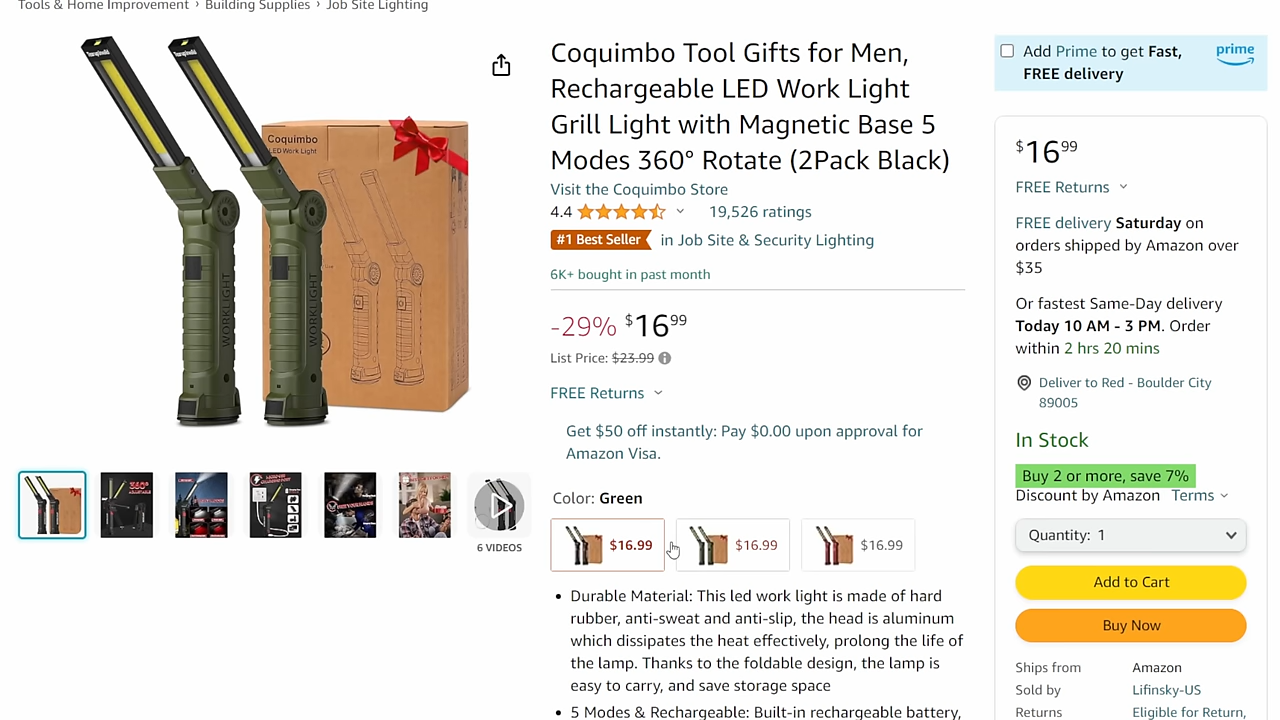 Tools & Home Improvement › Building Supplies › Job Site Lighting
Coquimbo
LED Work Light
WORKLIGHT
WORKLIGHT
360°
6 VIDEOS
Coquimbo Tool Gifts for Men,
Rechargeable LED Work Light
Grill Light with Magnetic Base 5
Modes 360° Rotate (2Pack Black)
Visit the Coquimbo Store
4.4 19,526 ratings
#1 Best Seller in Job Site & Security Lighting
6K+ bought in past month
-29% $16 99
List Price: $23.99
FREE Returns
Get $50 off instantly: Pay $0.00 upon approval for
Amazon Visa.
Color: Green
$16.99 $16.99 $16.99
• Durable Material: This led work light is made of hard
rubber, anti-sweat and anti-slip, the head is aluminum
which dissipates the heat effectively, prolong the life of
the lamp. Thanks to the foldable design, the lamp is
easy to carry, and save storage space
• 5 Modes & Rechargeable: Built-in rechargeable battery,
Add Prime to get Fast,
FREE delivery
prime
$16 99
FREE Returns
FREE delivery Saturday on
orders shipped by Amazon over
$35
Or fastest Same-Day delivery
Today 10 AM - 3 PM. Order
within 2 hrs 20 mins
Deliver to Red - Boulder City
89005
In Stock
Buy 2 or more, save 7%
Discount by Amazon Terms
Quantity: 1
Add to Cart
Buy Now
Ships from Amazon
Sold by Lifinsky-US
Returns Eligible for Return,